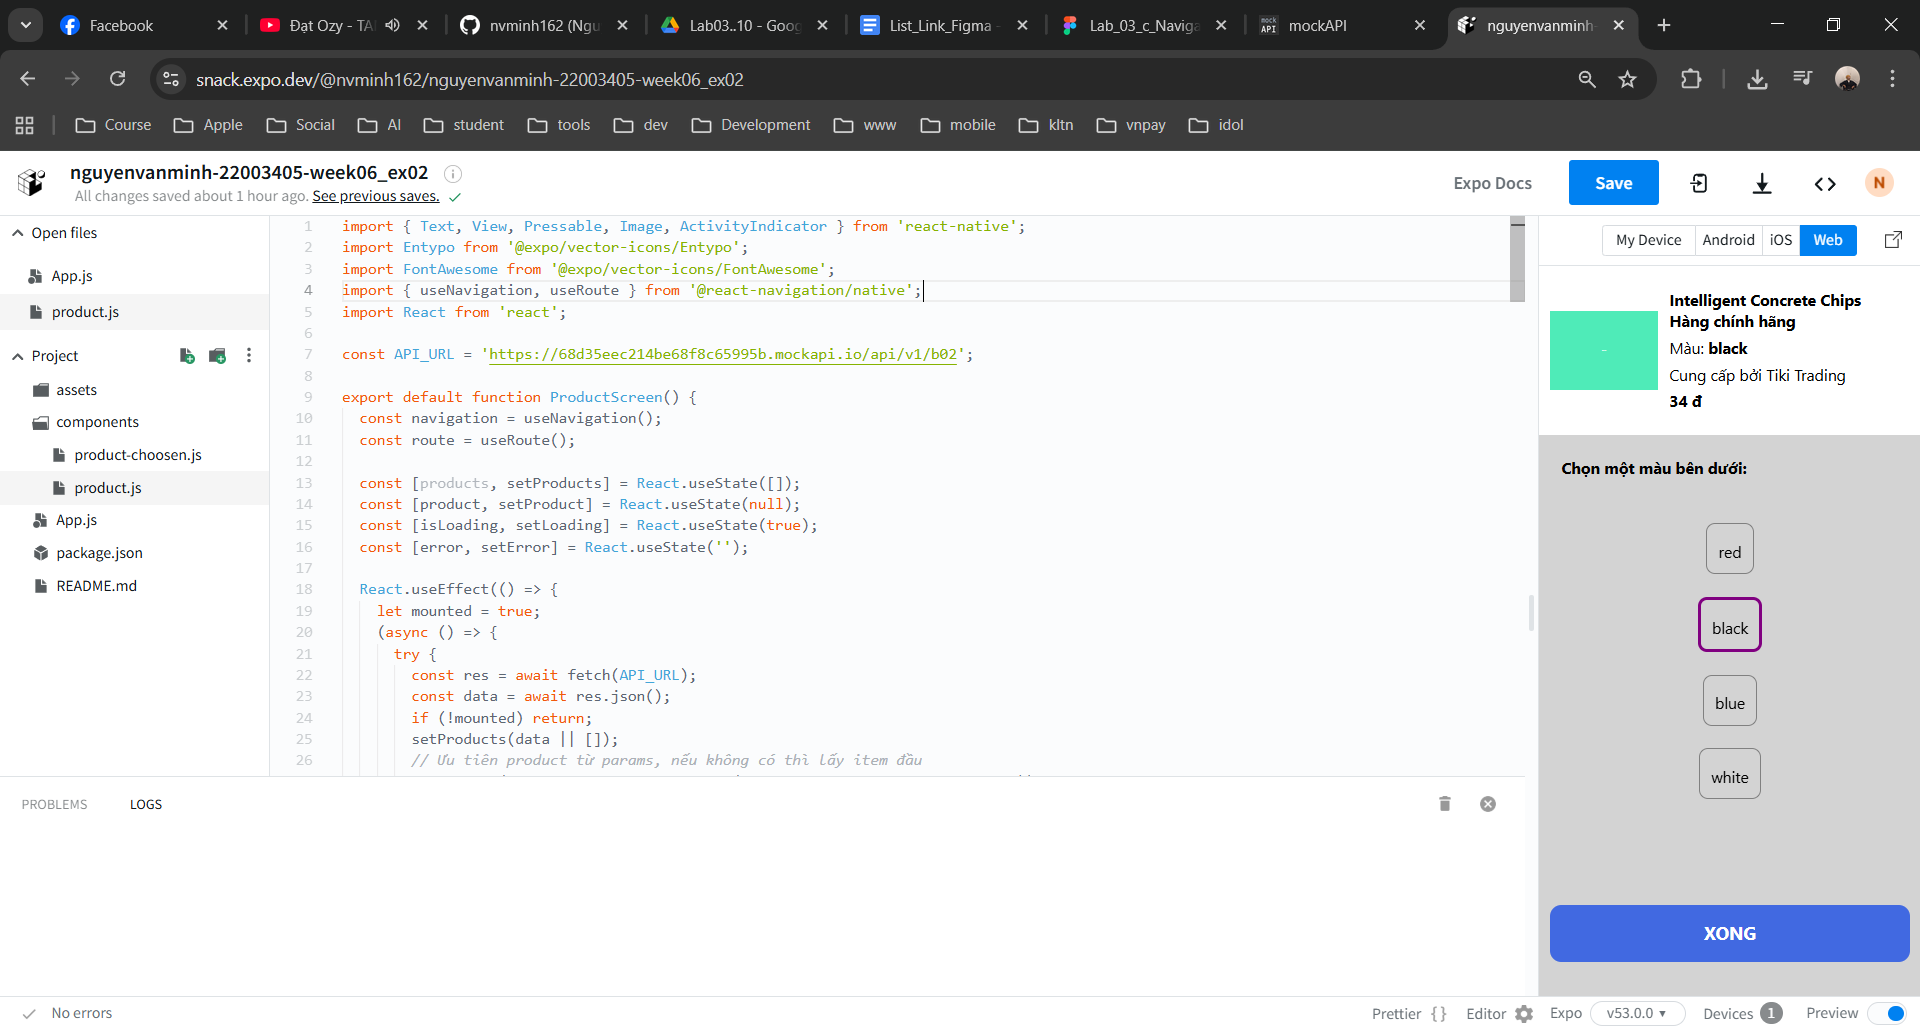 Facebook
Đạt Ozy - TA
nvminh162 (Ngu
Lab03..10 - Goog
List_Link_Figma -
Lab_03_c_Naviga
mock API
mockAPI
nguyenvanminh-
snack.expo.dev/@nvminh162/nguyenvanminh-22003405-week06_ex02
Course
Apple
Social
AI
student
tools
dev
Development
www
mobile
kltn
vnpay
idol
nguyenvanminh-22003405-week06_ex02
All changes saved about 1 hour ago. See previous saves.
Expo Docs
Save
N
Open files
App.js
product.js
Project
assets
components
product-choosen.js
product.js
App.js
package.json
README.md
1 import { Text, View, Pressable, Image, ActivityIndicator } from 'react-native';
2 import Entypo from '@expo/vector-icons/Entypo';
3 import FontAwesome from '@expo/vector-icons/FontAwesome';
4 import { useNavigation, useRoute } from '@react-navigation/native';
5 import React from 'react';
6
7 const API_URL = 'https://68d35eec214be68f8c65995b.mockapi.io/api/v1/b02';
8
9 export default function ProductScreen() {
10 const navigation = useNavigation();
11 const route = useRoute();
12
13 const [products, setProducts] = React.useState([]);
14 const [product, setProduct] = React.useState(null);
15 const [isLoading, setLoading] = React.useState(true);
16 const [error, setError] = React.useState('');
17
18 React.useEffect(() => {
19 let mounted = true;
20 (async () => {
21 try {
22 const res = await fetch(API_URL);
23 const data = await res.json();
24 if (!mounted) return;
25 setProducts(data || []);
26 // Ưu tiên product từ params, nếu không có thì lấy item đầu
My Device
Android
iOS
Web
Intelligent Concrete Chips
Hàng chính hãng
Màu: black
Cung cấp bởi Tiki Trading
34 đ
Chọn một màu bên dưới:
red
black
blue
white
XONG
PROBLEMS
LOGS
No errors
Prettier {}
Editor
Expo
v53.0.0
Devices 1
Preview